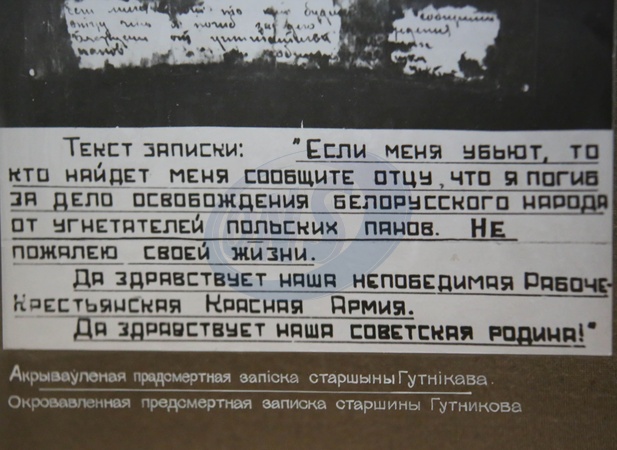 Текст записки: "Если меня убьют, то
кто найдет меня сообщите отцу, что я погиб
за дело освобождения белорусского народа
от угнетателей польских панов. Не
пожалею своей жизни.
Да здравствует наша непобедимая Рабоче-
Крестьянская Красная Армия.
Да здравствует наша советская родина!"
Акрываўленая прадсмертная запіска старшыны Гутнікава.
Окровавленная предсмертная записка старшины Гутникова